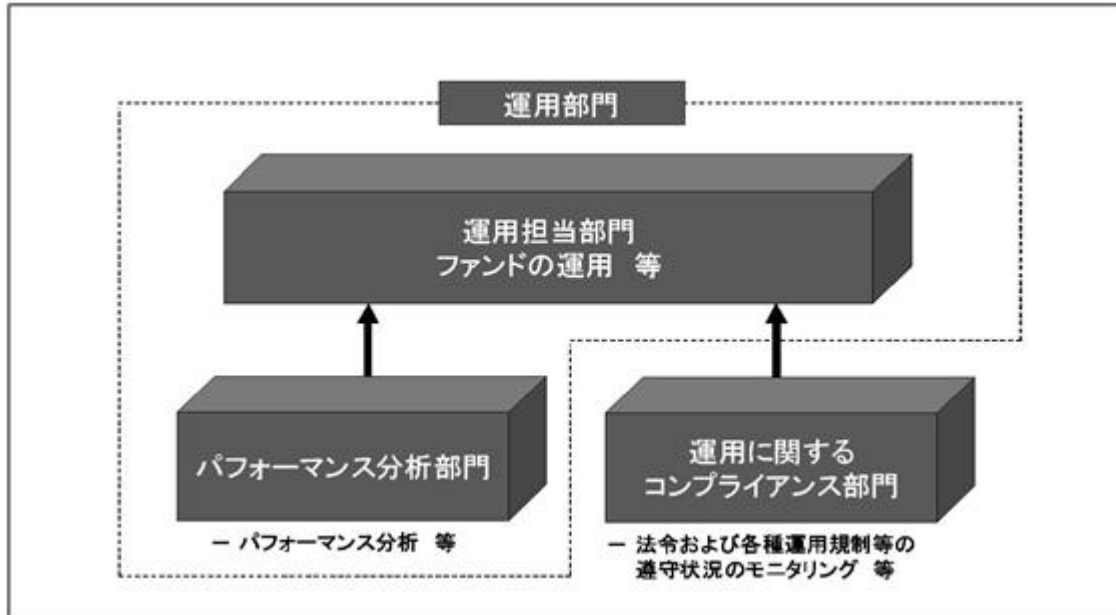 運用部門
運用担当部門
ファンドの運用 等
パフォーマンス分析部門
− パフォーマンス分析 等
運用に関する
コンプライアンス部門
− 法令および各種運用規制等の
遵守状況のモニタリング 等